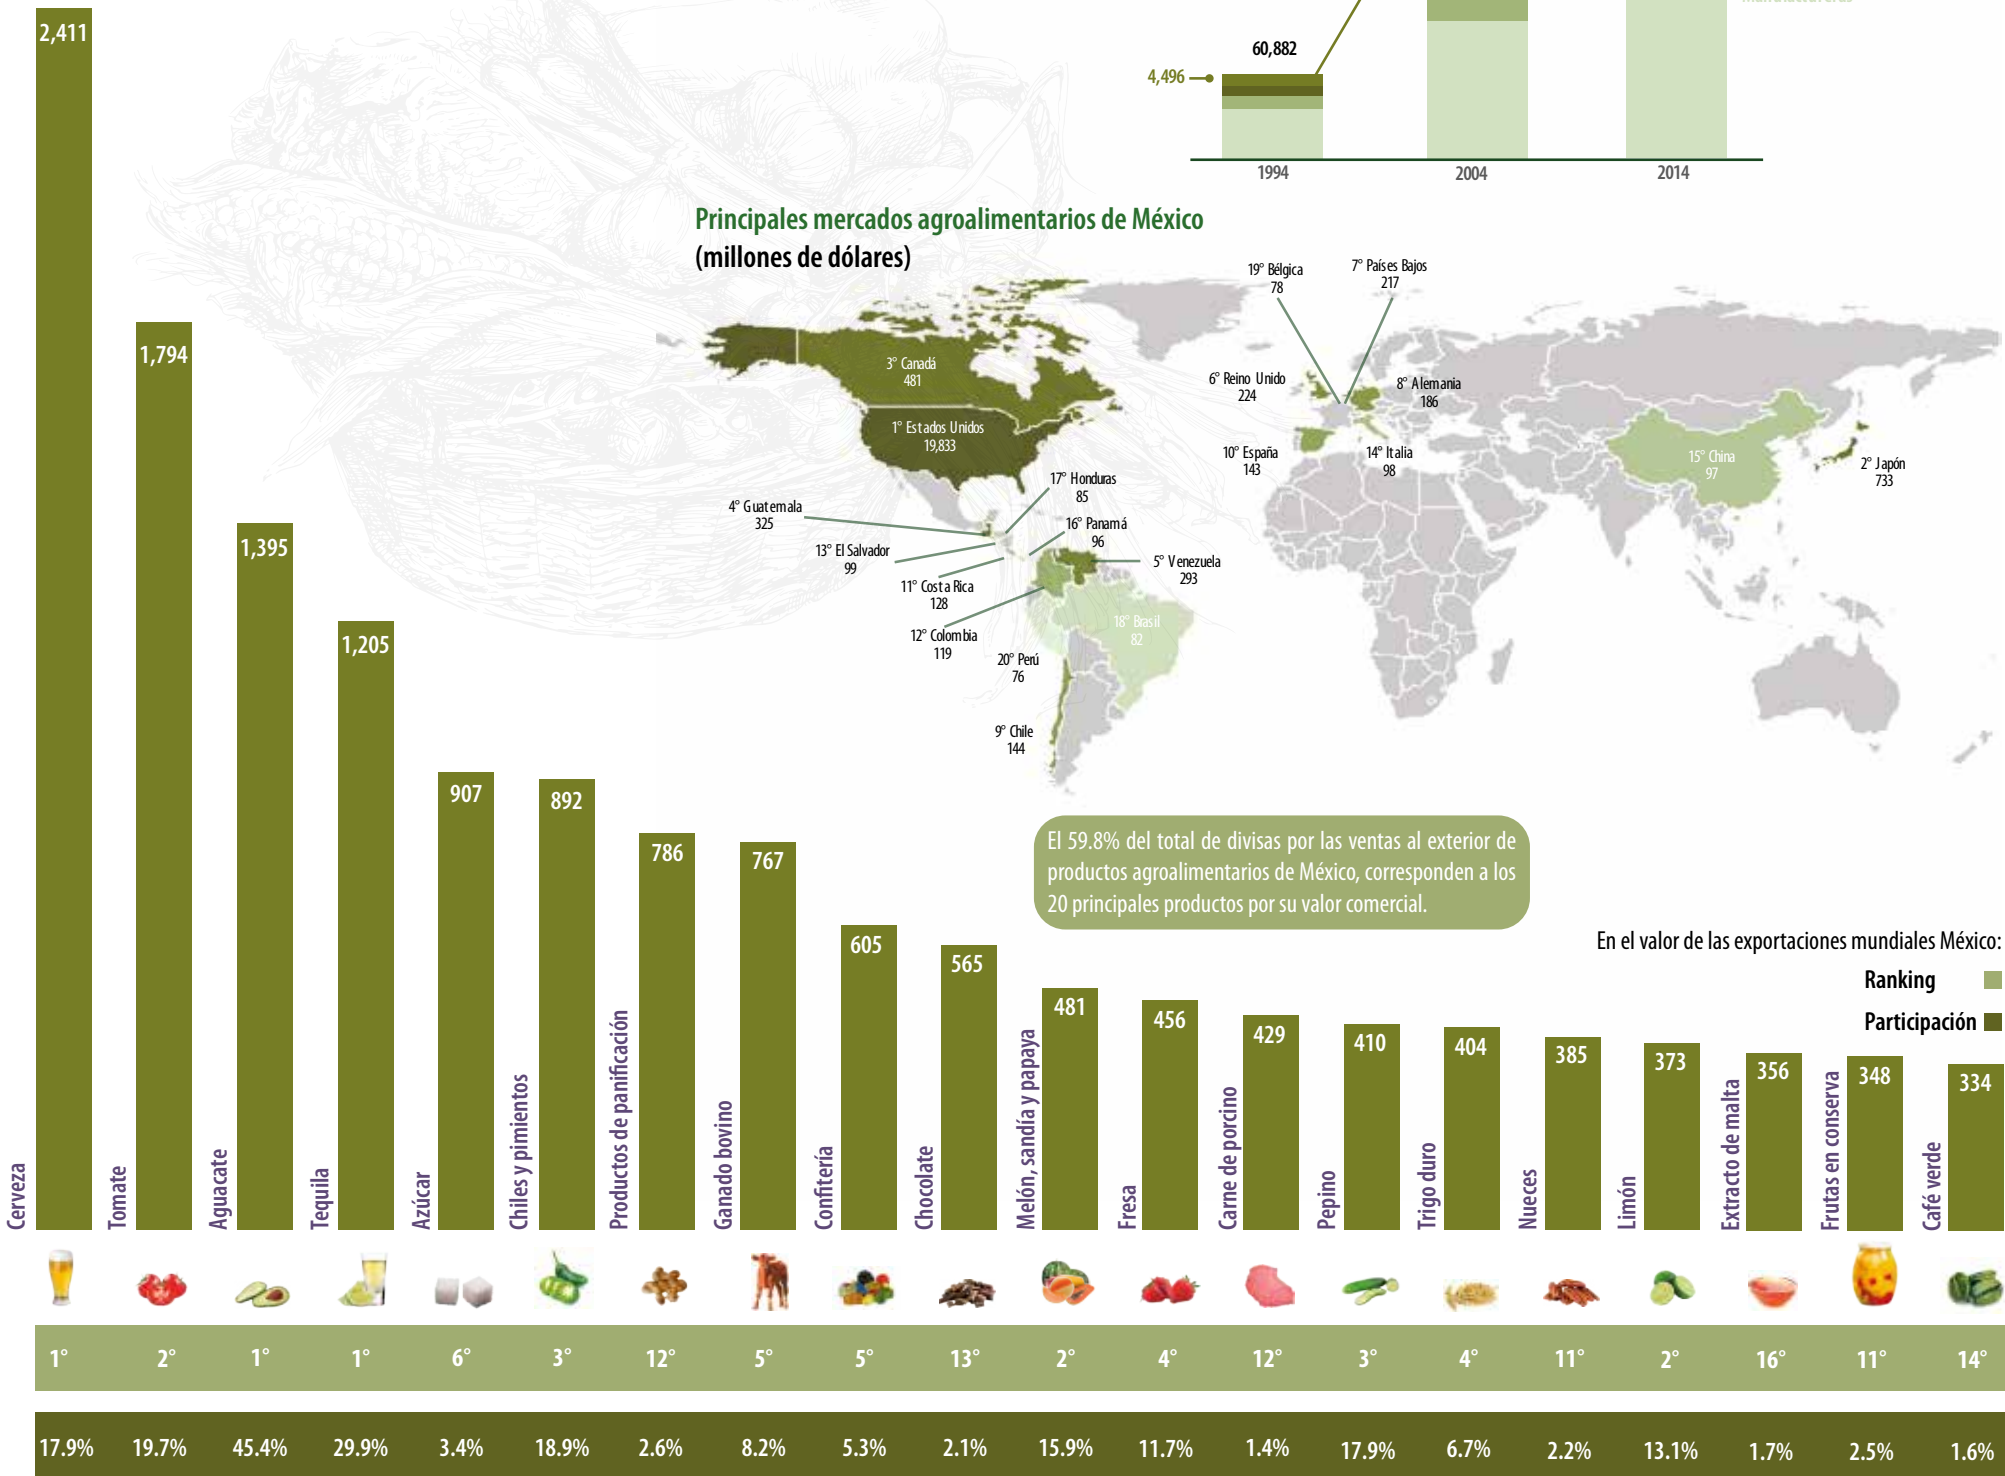 60,882
4,496
1994
2004
2014
Principales mercados agroalimentarios de México
(millones de dólares)
19° Bélgica
78
7° Países Bajos
217
3° Canadá
481
6° Reino Unido
224
8° Alemania
186
1° Estados Unidos
19,833
10° España
143
14° Italia
98
15° China
97
2° Japón
733
17° Honduras
85
4° Guatemala
325
16° Panamá
96
13° El Salvador
99
5° Venezuela
293
11° Costa Rica
128
12° Colombia
119
18° Brasil
82
20° Perú
76
9° Chile
144
El 59.8% del total de divisas por las ventas al exterior de
productos agroalimentarios de México, corresponden a los
20 principales productos por su valor comercial.
En el valor de las exportaciones mundiales México:
Ranking
Participación
2,411
1,794
1,395
1,205
907
892
786
767
605
565
481
456
429
410
404
385
373
356
348
334
Cerveza
Tomate
Aguacate
Tequila
Azúcar
Chiles y pimientos
Productos de panificación
Ganado bovino
Confitería
Chocolate
Melón, sandía y papaya
Fresa
Carne de porcino
Pepino
Trigo duro
Nueces
Limón
Extracto de malta
Frutas en conserva
Café verde
1° 2° 1° 1° 6° 3° 12° 5° 5° 13° 2° 4° 12° 3° 4° 11° 2° 16° 11° 14°
17.9% 19.7% 45.4% 29.9% 3.4% 18.9% 2.6% 8.2% 5.3% 2.1% 15.9% 11.7% 1.4% 17.9% 6.7% 2.2% 13.1% 1.7% 2.5% 1.6%